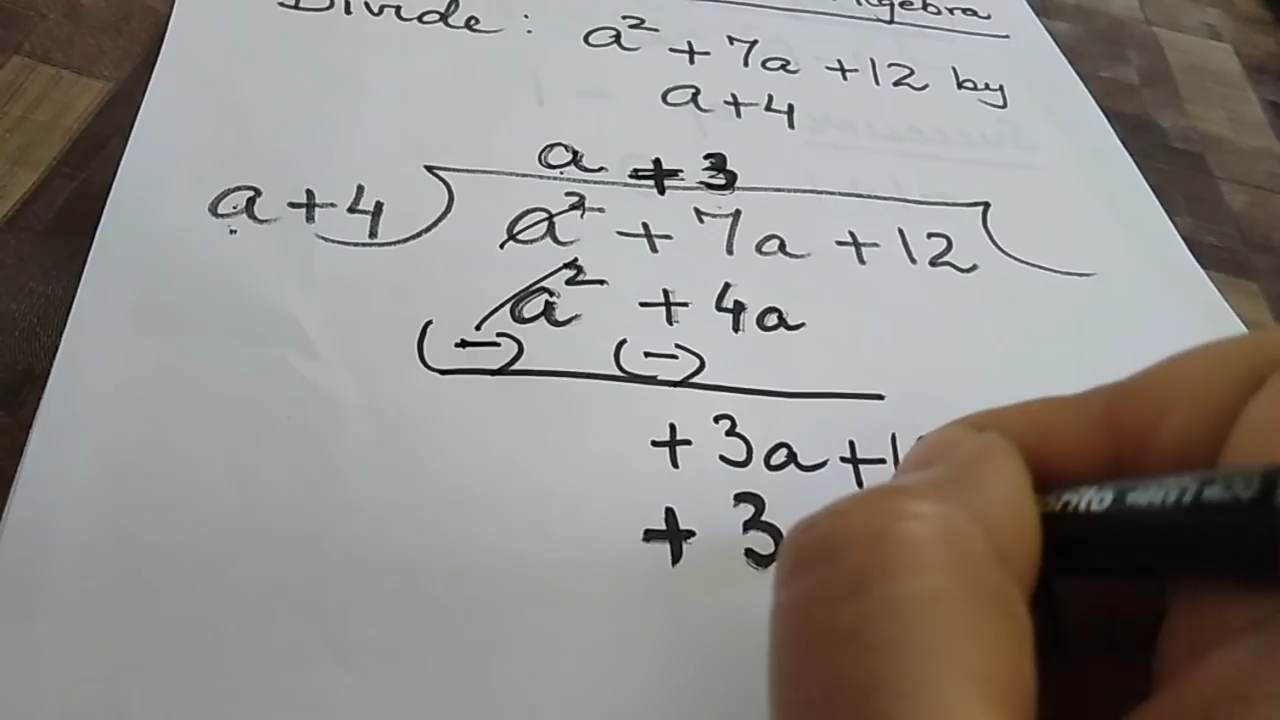 Divide: a² + 7a + 12 by
a + 4
a + 3
a + 4 ) a² + 7a + 12 (
a² + 4a
(-) (-)
+ 3a +
+ 3